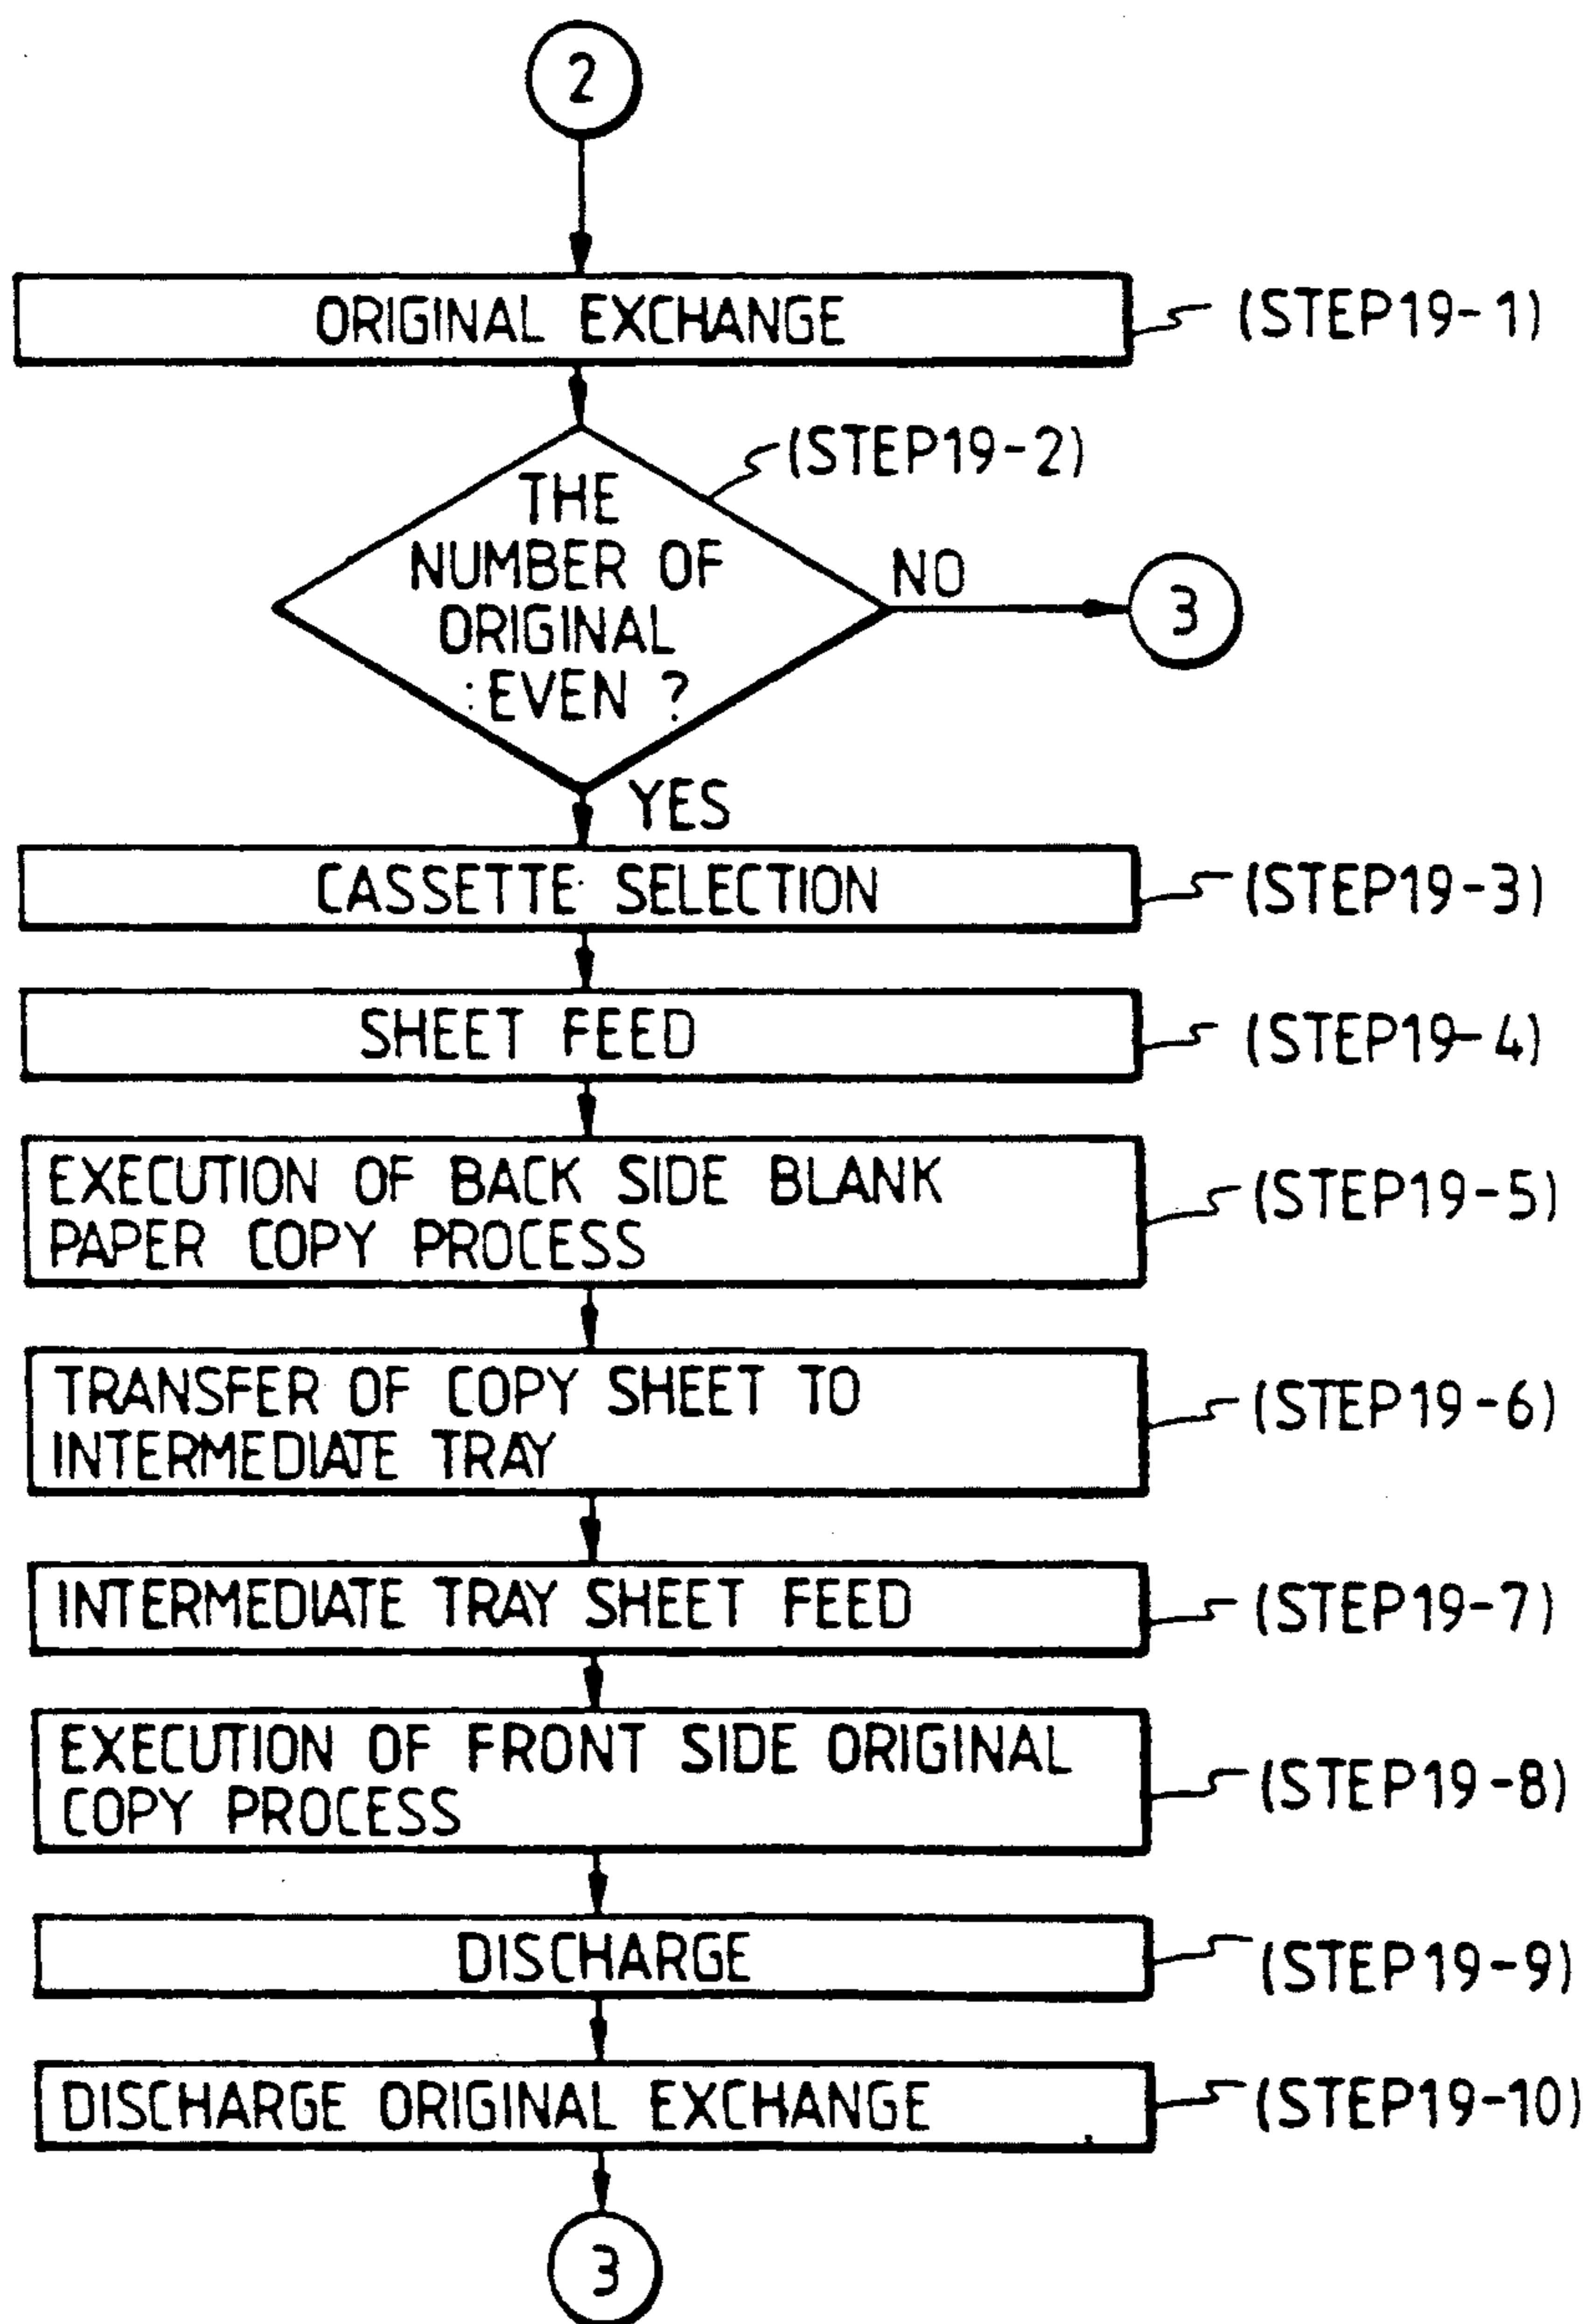 2
ORIGINAL EXCHANGE
(STEP19-1)
(STEP19-2)
THE
NUMBER OF
ORIGINAL
:EVEN ?
NO
3
YES
CASSETTE SELECTION
(STEP19-3)
SHEET FEED
(STEP19-4)
EXECUTION OF BACK SIDE BLANK
PAPER COPY PROCESS
(STEP19-5)
TRANSFER OF COPY SHEET TO
INTERMEDIATE TRAY
(STEP19-6)
INTERMEDIATE TRAY SHEET FEED
(STEP19-7)
EXECUTION OF FRONT SIDE ORIGINAL
COPY PROCESS
(STEP19-8)
DISCHARGE
(STEP19-9)
DISCHARGE ORIGINAL EXCHANGE
(STEP19-10)
3